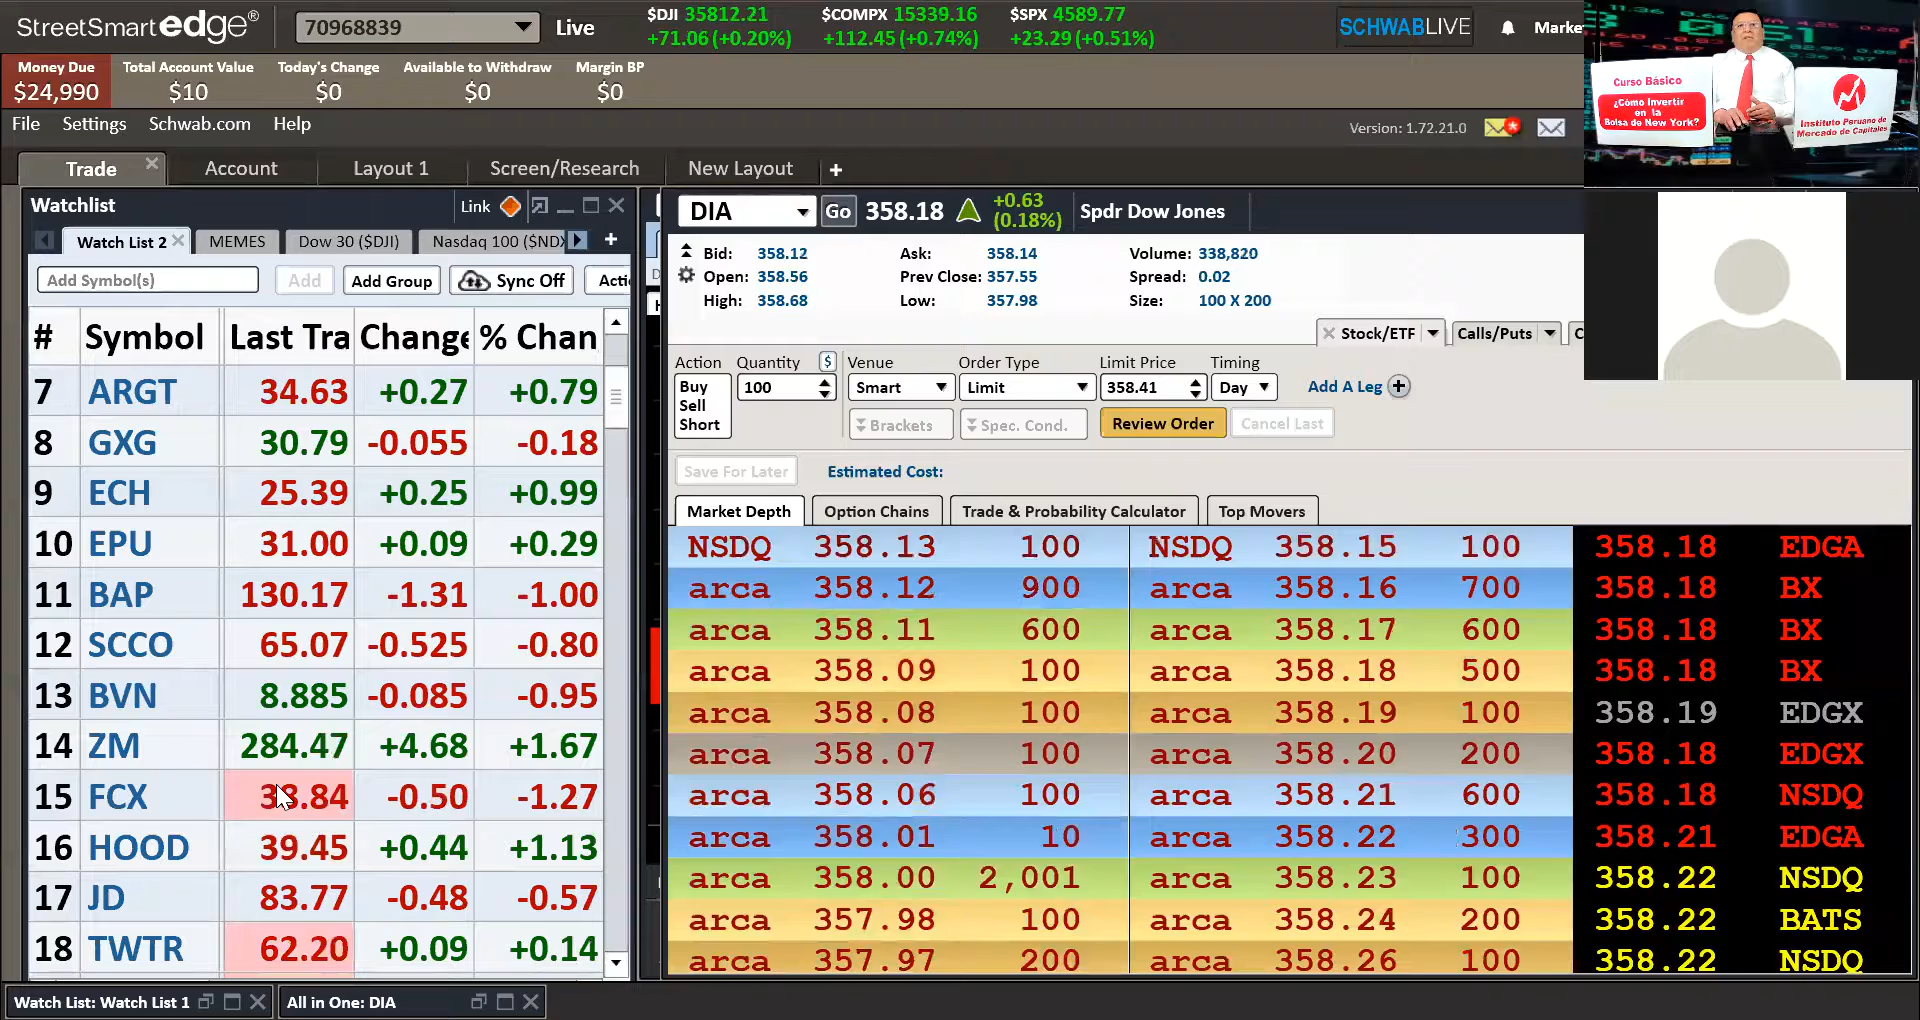 StreetSmart edge®
70968839
Live
$DJI 35812.21
+71.06 (+0.20%)
$COMPX 15339.16
+112.45 (+0.74%)
$SPX 4589.77
+23.29 (+0.51%)
SCHWABLIVE
Marke
Money Due
$24,990
Total Account Value
$10
Today's Change
$0
Available to Withdraw
$0
Margin BP
$0
File Settings Schwab.com Help
Version: 1.72.21.0
Curso Básico
¿Cómo Invertir
en la
Bolsa de New York?
Instituto Peruano de
Mercado de Capitales
Trade Account Layout 1 Screen/Research New Layout +
Watchlist
Link
Watch List 2 MEMES Dow 30 ($DJI) Nasdaq 100 ($NDX +
Add Symbol(s) Add Add Group Sync Off Acti
# Symbol Last Tra Change % Chan
7 ARGT 34.63 +0.27 +0.79
8 GXG 30.79 -0.055 -0.18
9 ECH 25.39 +0.25 +0.99
10 EPU 31.00 +0.09 +0.29
11 BAP 130.17 -1.31 -1.00
12 SCCO 65.07 -0.525 -0.80
13 BVN 8.885 -0.085 -0.95
14 ZM 284.47 +4.68 +1.67
15 FCX 38.84 -0.50 -1.27
16 HOOD 39.45 +0.44 +1.13
17 JD 83.77 -0.48 -0.57
18 TWTR 62.20 +0.09 +0.14
DIA Go 358.18 +0.63 (0.18%) Spdr Dow Jones
Bid: 358.12 Ask: 358.14 Volume: 338,820
Open: 358.56 Prev Close: 357.55 Spread: 0.02
High: 358.68 Low: 357.98 Size: 100 X 200
Stock/ETF Calls/Puts C
Action Quantity $ Venue Order Type Limit Price Timing
Buy
Sell
Short
100 Smart Limit 358.41 Day Add A Leg
Brackets Spec. Cond. Review Order Cancel Last
Save For Later Estimated Cost:
Market Depth Option Chains Trade & Probability Calculator Top Movers
NSDQ 358.13 100 NSDQ 358.15 100 358.18 EDGA
arca 358.12 900 arca 358.16 700 358.18 BX
arca 358.11 600 arca 358.17 600 358.18 BX
arca 358.09 100 arca 358.18 500 358.18 BX
arca 358.08 100 arca 358.19 100 358.19 EDGX
arca 358.07 100 arca 358.20 200 358.18 EDGX
arca 358.06 100 arca 358.21 600 358.18 NSDQ
arca 358.01 10 arca 358.22 300 358.21 EDGA
arca 358.00 2,001 arca 358.23 100 358.22 NSDQ
arca 357.98 100 arca 358.24 200 358.22 BATS
arca 357.97 200 arca 358.26 100 358.22 NSDQ
Watch List: Watch List 1 All in One: DIA